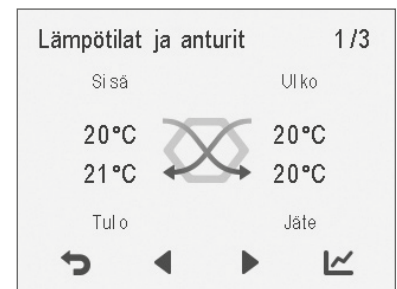 Lämpötilat ja anturit 1/3
Sisä Ulko
20°C 20°C
21°C 20°C
Tulo Jäte